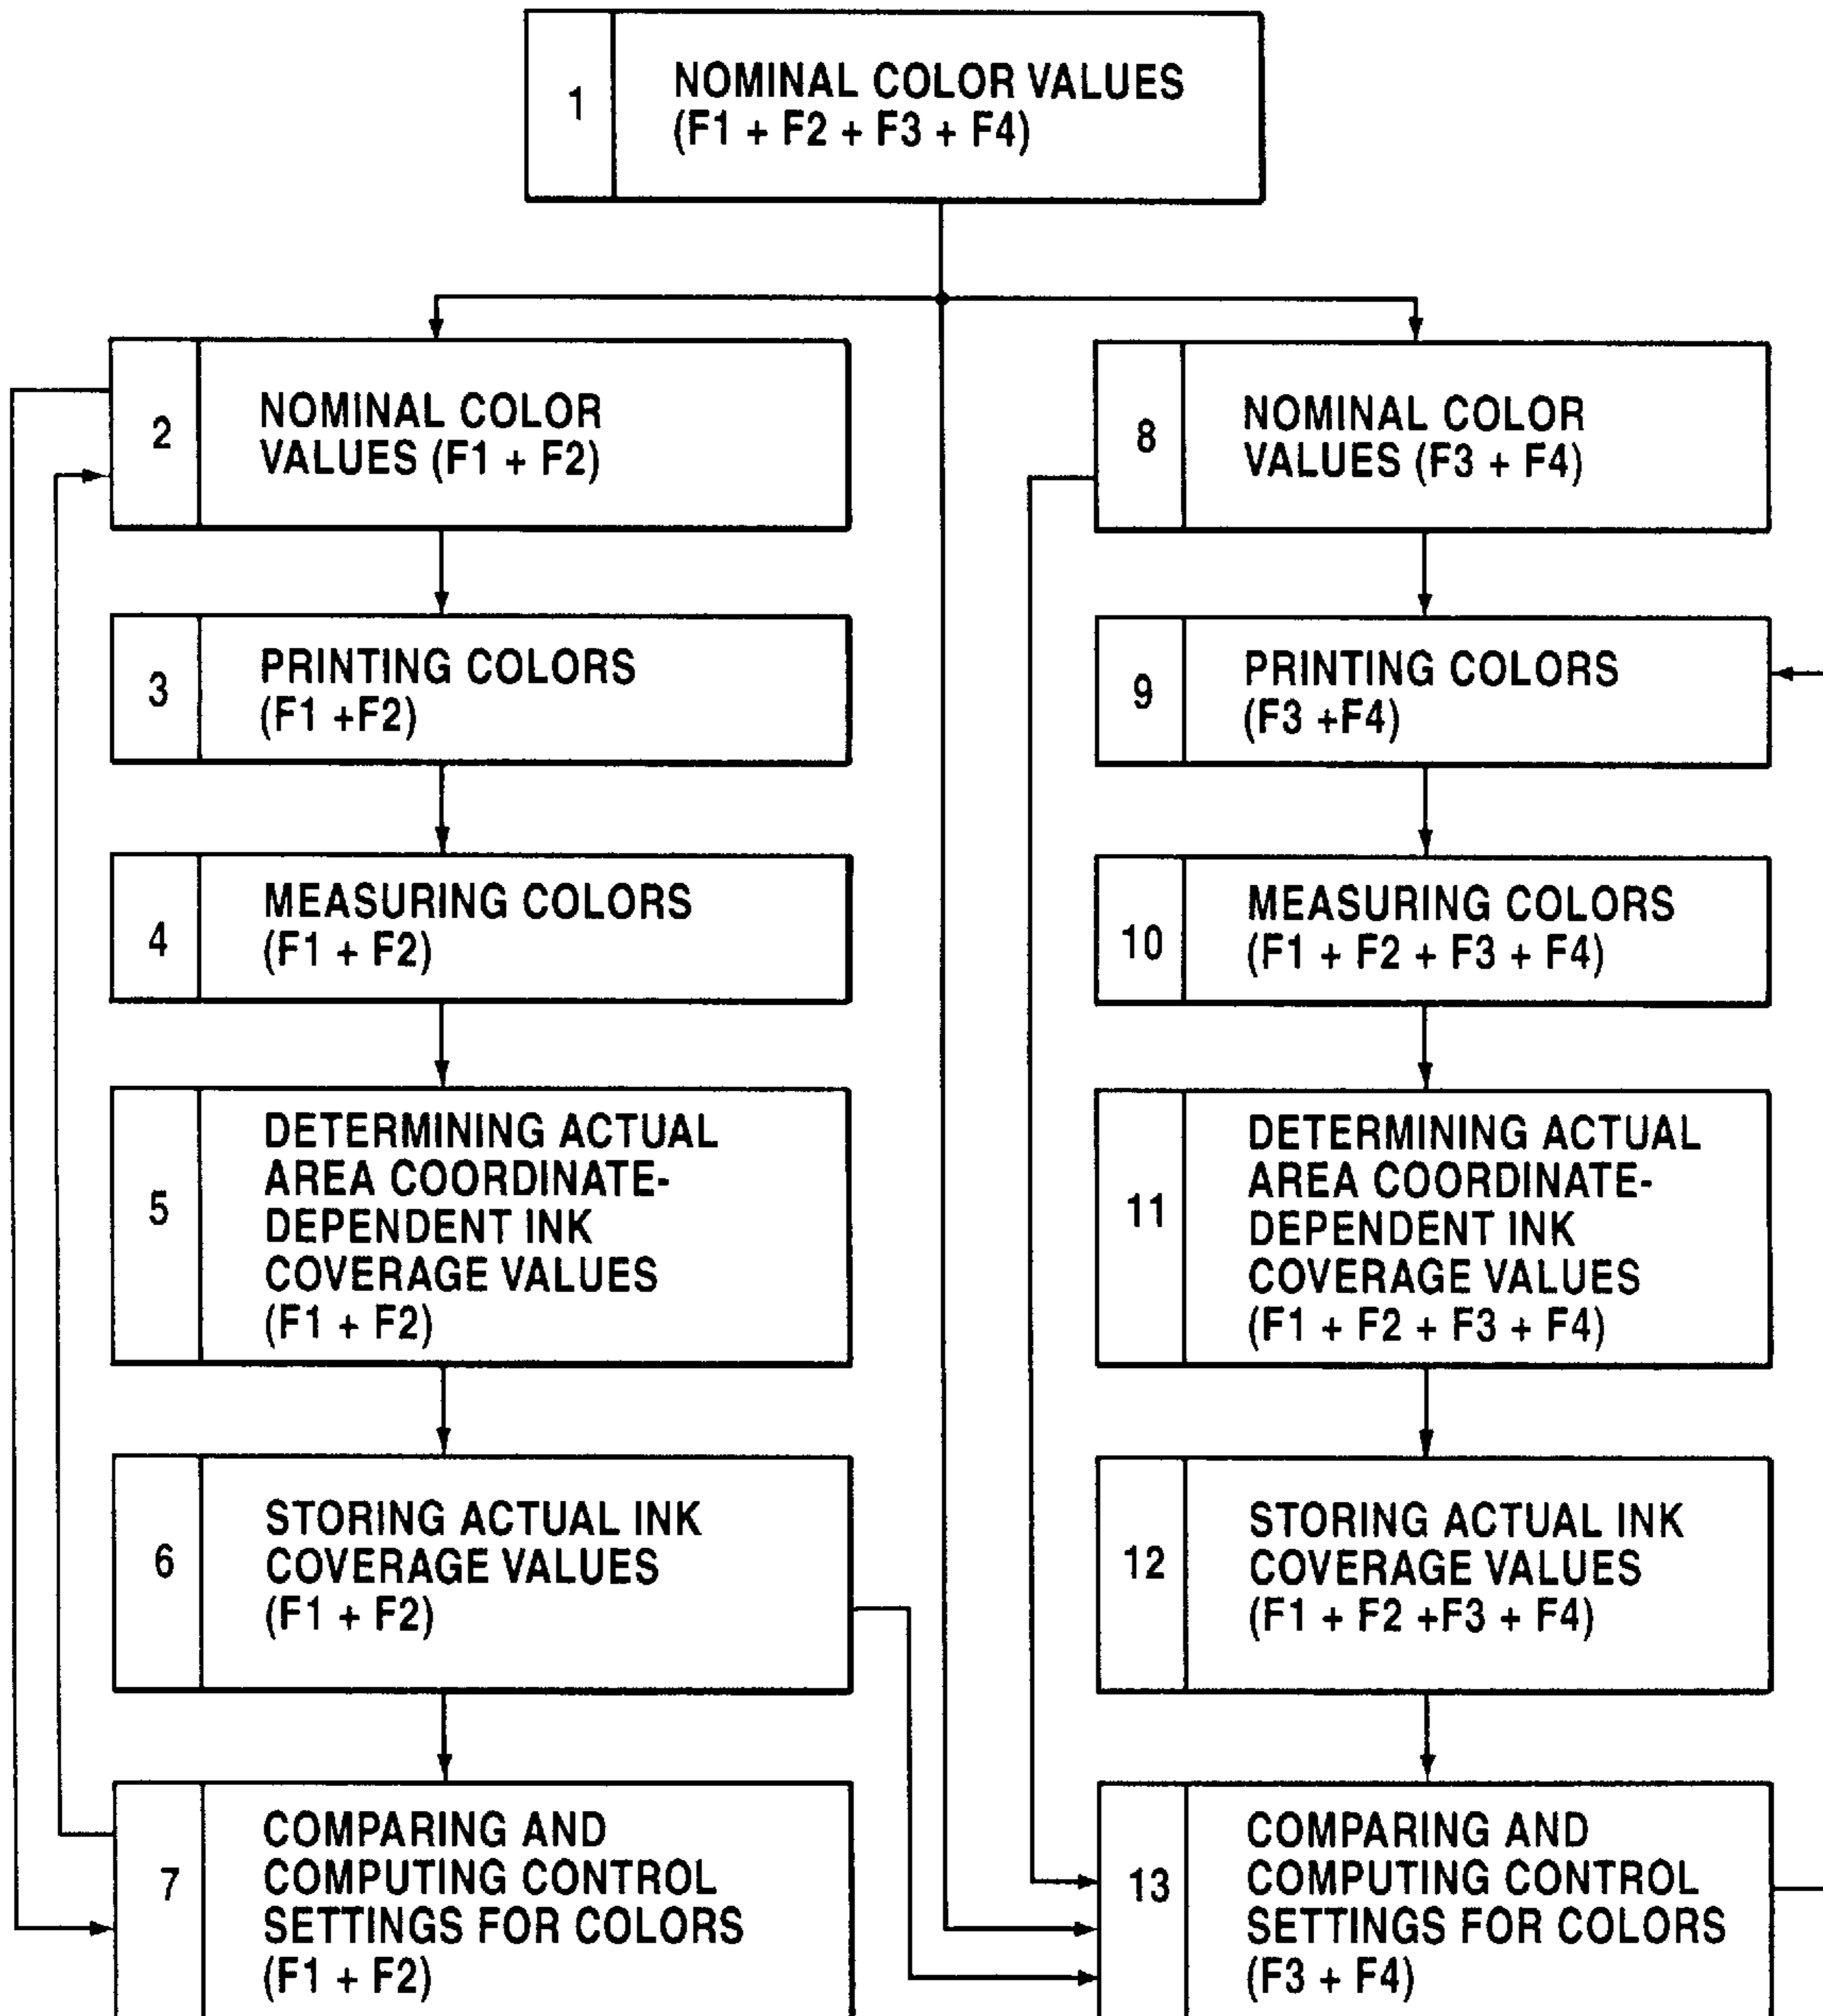 1
NOMINAL COLOR VALUES
(F1 + F2 + F3 + F4)
2
NOMINAL COLOR
VALUES (F1 + F2)
3
PRINTING COLORS
(F1 +F2)
4
MEASURING COLORS
(F1 + F2)
5
DETERMINING ACTUAL
AREA COORDINATE-
DEPENDENT INK
COVERAGE VALUES
(F1 + F2)
6
STORING ACTUAL INK
COVERAGE VALUES
(F1 + F2)
7
COMPARING AND
COMPUTING CONTROL
SETTINGS FOR COLORS
(F1 + F2)
8
NOMINAL COLOR
VALUES (F3 + F4)
9
PRINTING COLORS
(F3 +F4)
10
MEASURING COLORS
(F1 + F2 + F3 + F4)
11
DETERMINING ACTUAL
AREA COORDINATE-
DEPENDENT INK
COVERAGE VALUES
(F1 + F2 + F3 + F4)
12
STORING ACTUAL INK
COVERAGE VALUES
(F1 + F2 +F3 + F4)
13
COMPARING AND
COMPUTING CONTROL
SETTINGS FOR COLORS
(F3 + F4)